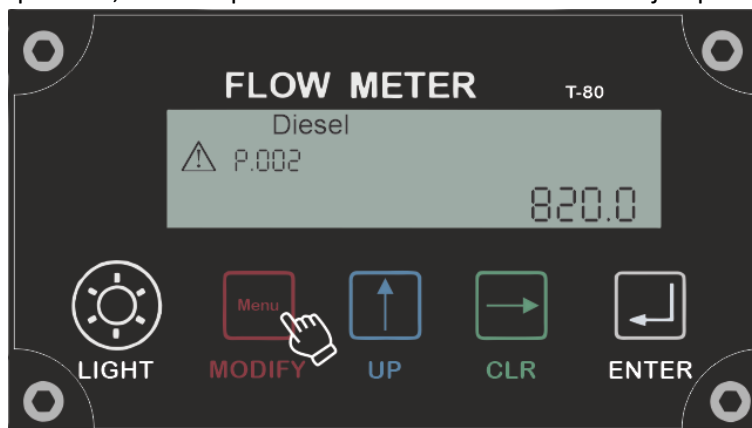 FLOW METER T-80
Diesel
P.002
820.0
Menu
LIGHT MODIFY UP CLR ENTER